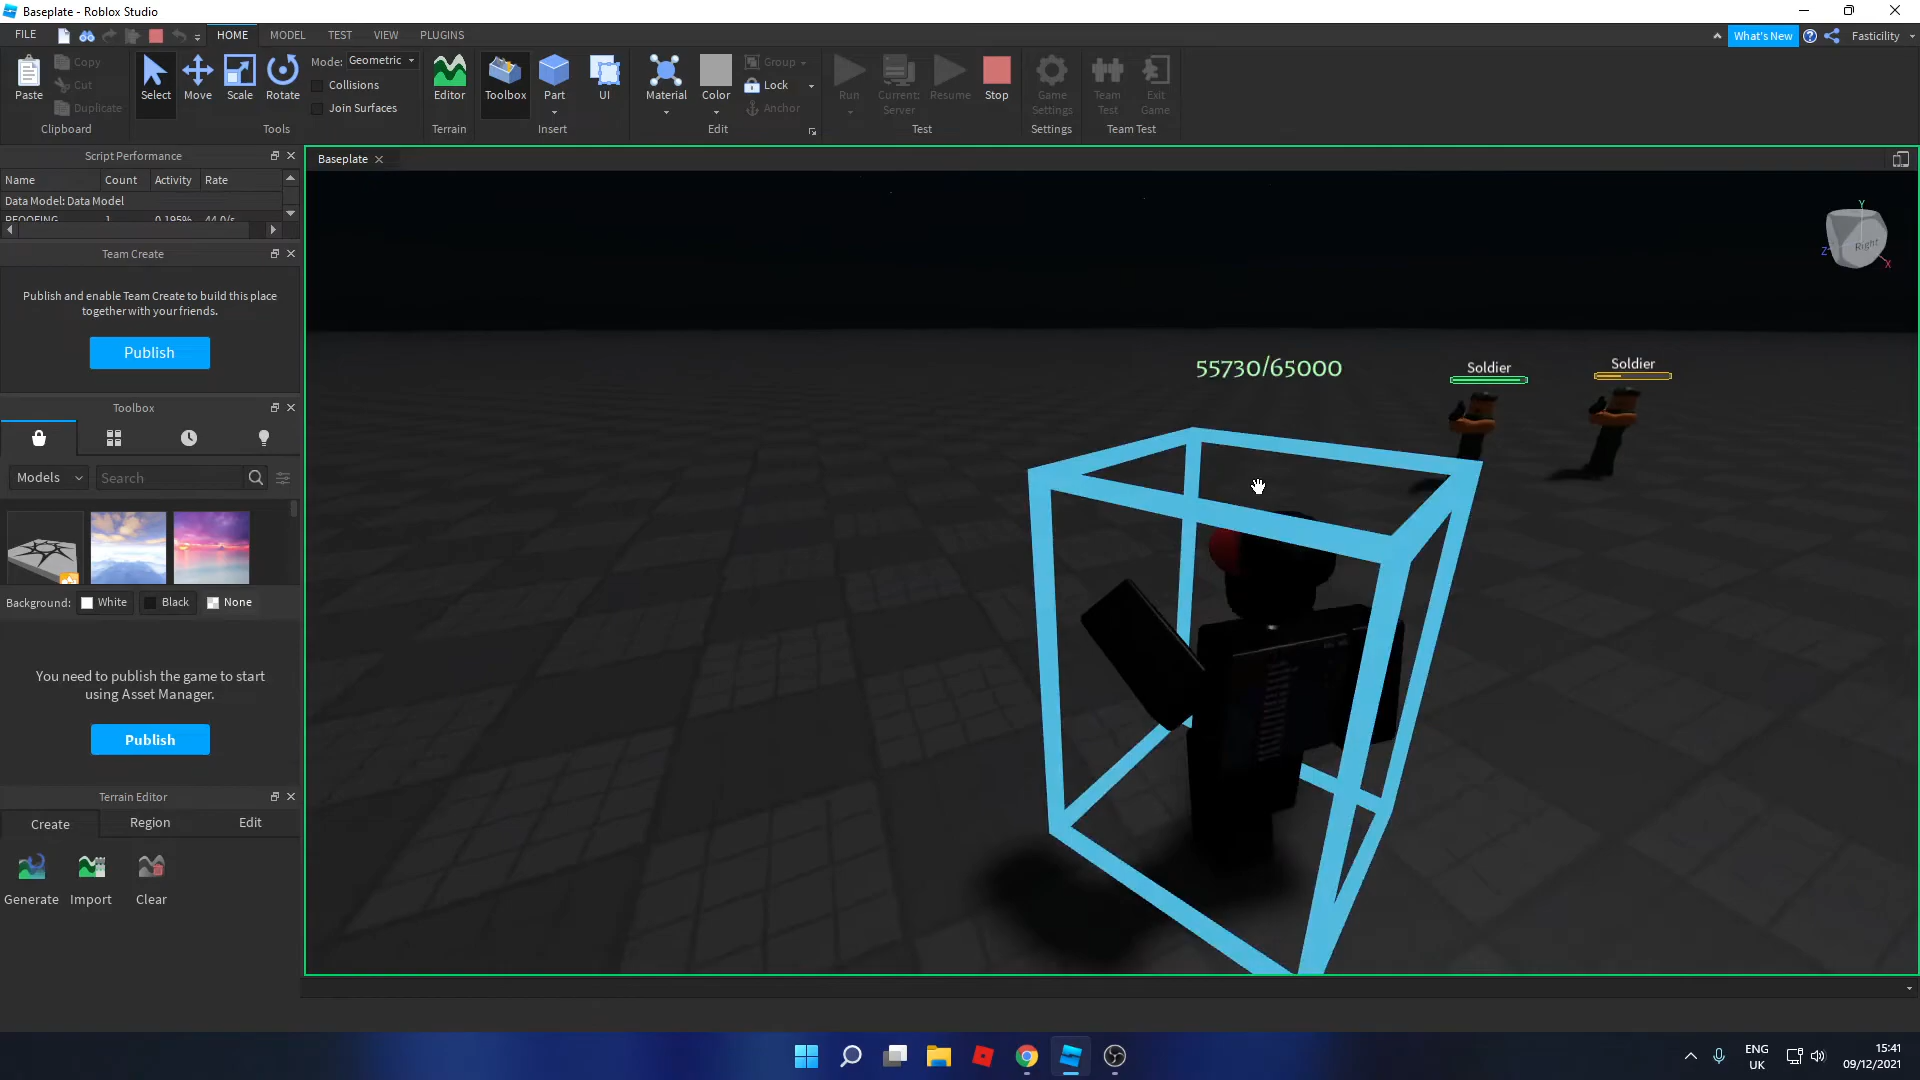 Baseplate - Roblox Studio
FILE HOME MODEL TEST VIEW PLUGINS What's New Fasticility
Paste Copy Cut Duplicate Clipboard
Select Move Scale Rotate Mode: Geometric Collisions Join Surfaces Tools
Editor Terrain
Toolbox Part UI Insert
Material Color Group Lock Anchor Edit
Run Current: Server Resume Stop Test
Game Settings Settings
Team Test Exit Game Team Test
Script Performance
Name Count Activity Rate
Data Model: Data Model
1 0.195% 44.0/s
Team Create
Publish and enable Team Create to build this place
together with your friends.
Publish
Toolbox
Models Search
Background: White Black None
You need to publish the game to start
using Asset Manager.
Publish
Terrain Editor
Create Region Edit
Generate Import Clear
Baseplate
Y
Right
Z
X
55730/65000
Soldier
Soldier
ENG
UK
15:41
09/12/2021